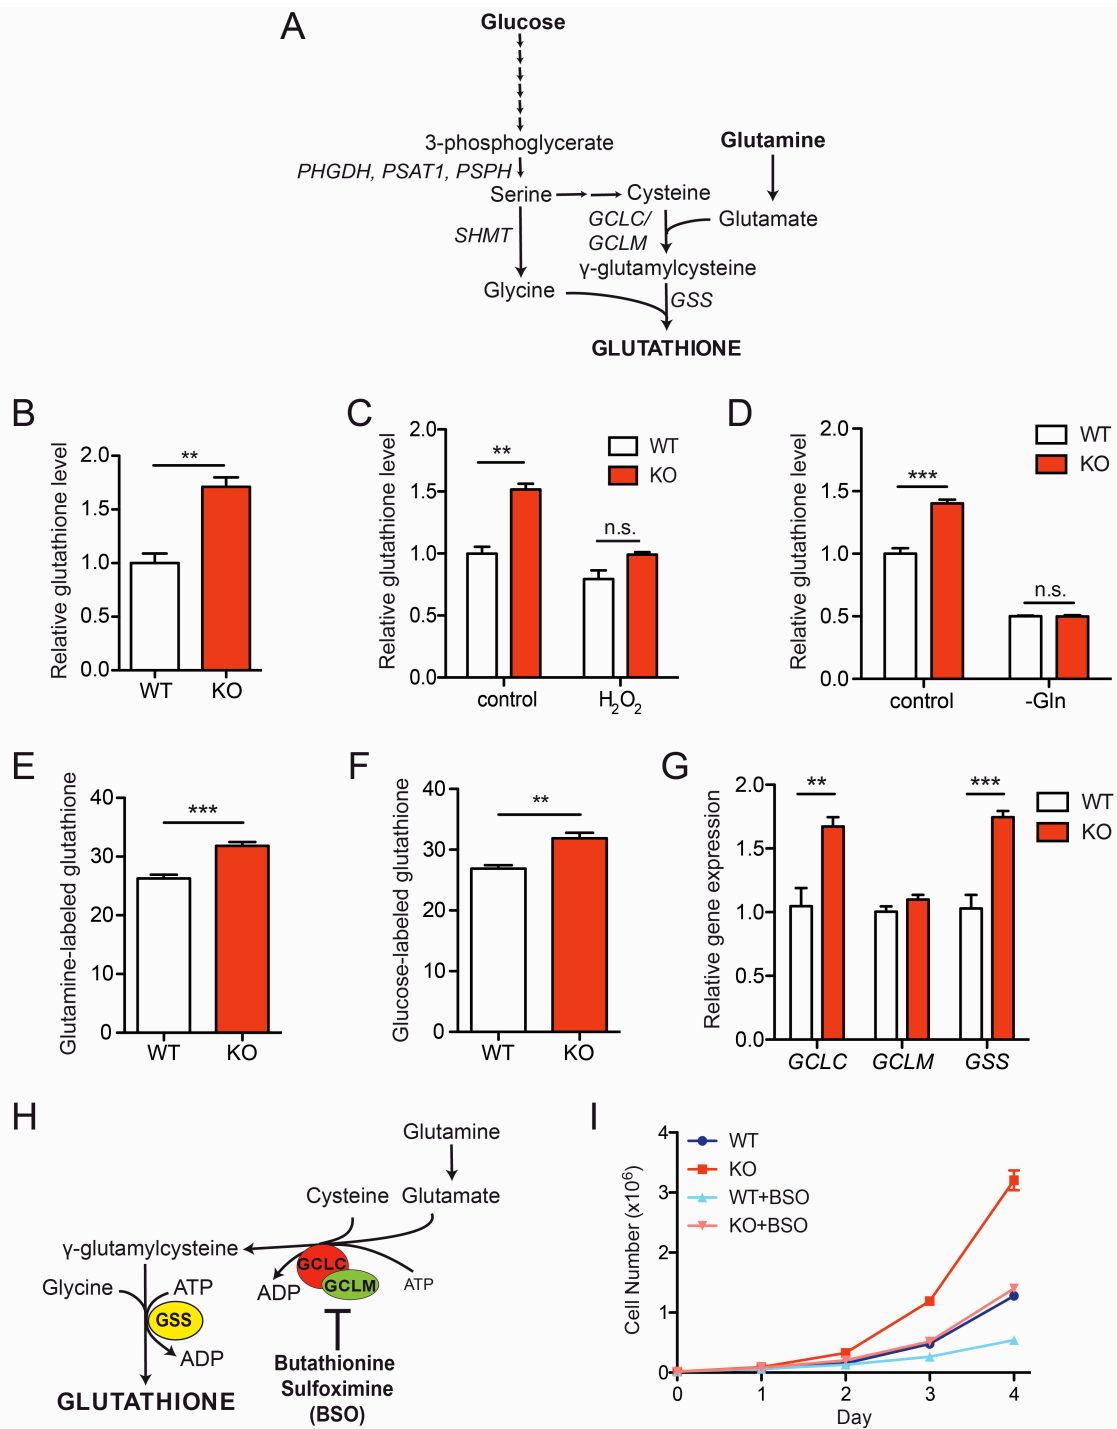 A
Glucose
3-phosphoglycerate
Glutamine
PHGDH, PSAT1, PSPH
Serine
Cysteine
Glutamate
GCLC/
GCLM
SHMT
γ-glutamylcysteine
Glycine
GSS
GLUTATHIONE
B
Relative glutathione level
2.0
1.5
1.0
0.5
0.0
**
WT
KO
C
Relative glutathione level
2.0
1.5
1.0
0.5
0.0
**
n.s.
WT
KO
control
H2O2
D
Relative glutathione level
2.0
1.5
1.0
0.5
0.0
***
n.s.
WT
KO
control
-Gln
E
Glutamine-labeled glutathione
40
30
20
10
0
***
WT
KO
F
Glucose-labeled glutathione
40
30
20
10
0
**
WT
KO
G
Relative gene expression
2.0
1.5
1.0
0.5
0.0
**
***
WT
KO
GCLC
GCLM
GSS
H
Glutamine
Cysteine
Glutamate
γ-glutamylcysteine
GCLC
GCLM
ADP
ATP
Glycine
ATP
GSS
ADP
GLUTATHIONE
Butathionine
Sulfoximine
(BSO)
I
Cell Number (x10⁶)
4
3
2
1
0
WT
KO
WT+BSO
KO+BSO
0
1
2
3
4
Day